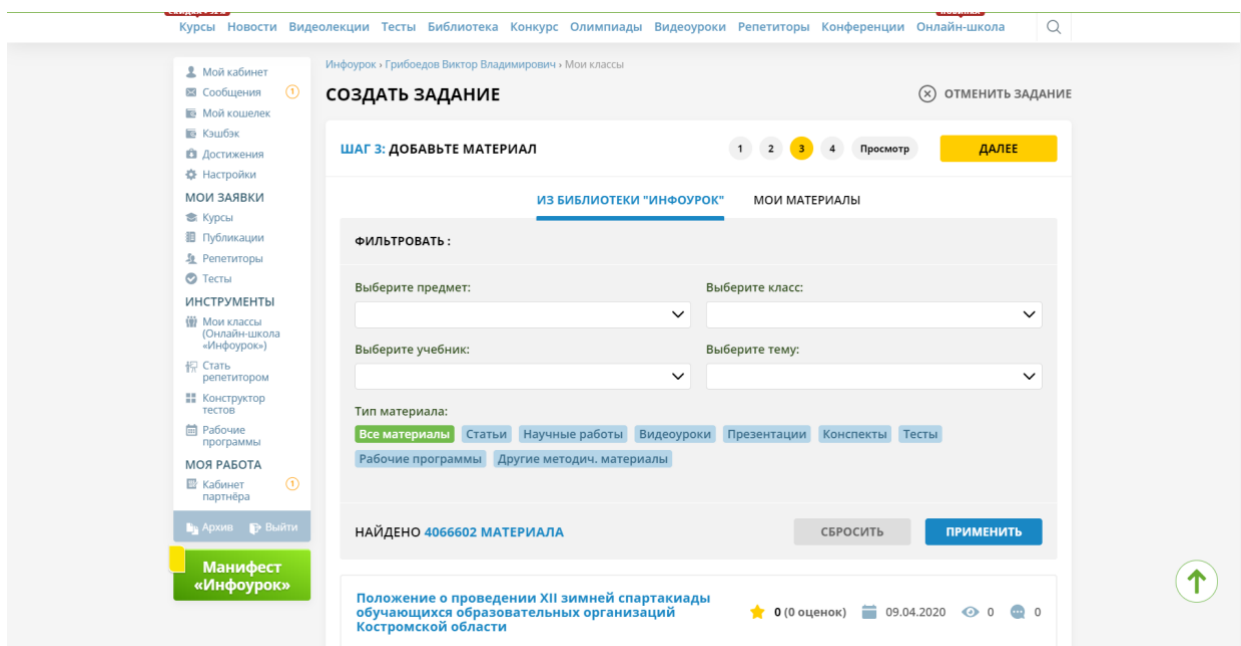 Курсы Новости Видеолекции Тесты Библиотека Конкурс Олимпиады Видеоуроки Репетиторы Конференции Онлайн-школа
Мой кабинет
Сообщения 1
Мой кошелек
Кэшбэк
Достижения
Настройки
МОИ ЗАЯВКИ
Курсы
Публикации
Репетиторы
Тесты
ИНСТРУМЕНТЫ
Мои классы
(Онлайн-школа
«Инфоурок»)
Стать
репетитором
Конструктор
тестов
Рабочие
программы
МОЯ РАБОТА
Кабинет 1
партнёра
Архив Выйти
Манифест
«Инфоурок»
Инфоурок › Грибоедов Виктор Владимирович › Мои классы
СОЗДАТЬ ЗАДАНИЕ ОТМЕНИТЬ ЗАДАНИЕ
ШАГ 3: ДОБАВЬТЕ МАТЕРИАЛ 1 2 3 4 Просмотр ДАЛЕЕ
ИЗ БИБЛИОТЕКИ "ИНФОУРОК" МОИ МАТЕРИАЛЫ
ФИЛЬТРОВАТЬ :
Выберите предмет: Выберите класс:
Выберите учебник: Выберите тему:
Тип материала:
Все материалы Статьи Научные работы Видеоуроки Презентации Конспекты Тесты
Рабочие программы Другие методич. материалы
НАЙДЕНО 4066602 МАТЕРИАЛА СБРОСИТЬ ПРИМЕНИТЬ
Положение о проведении XII зимней спартакиады
обучающихся образовательных организаций
Костромской области
0 (0 оценок) 09.04.2020 0 0